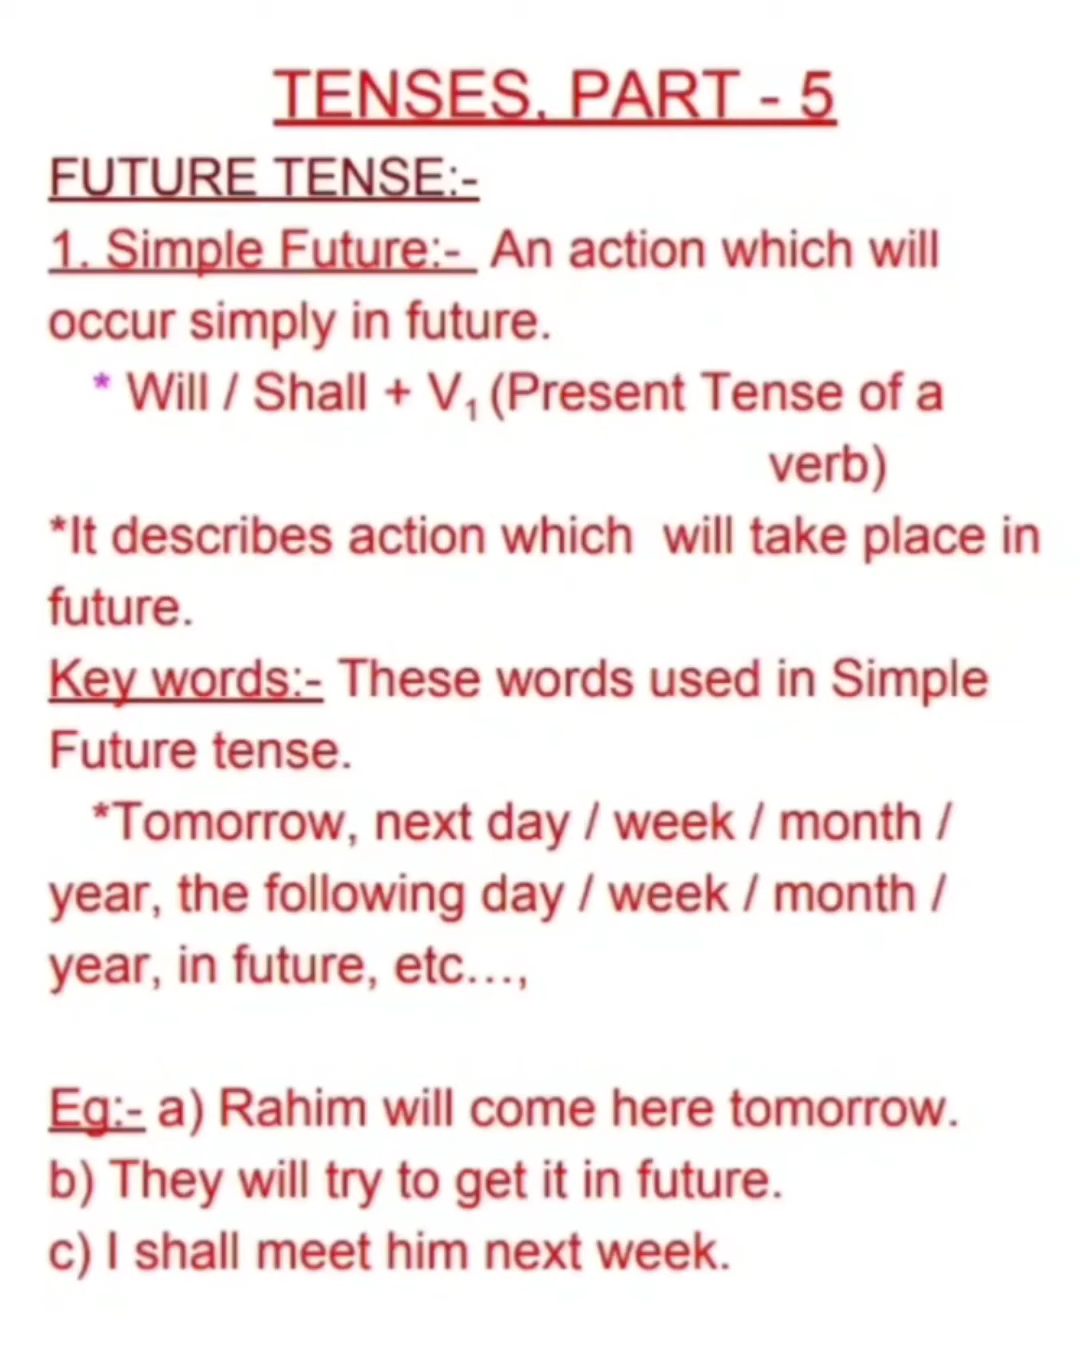 TENSES, PART - 5
FUTURE TENSE:-
1. Simple Future:- An action which will
occur simply in future.
* Will / Shall + V₁ (Present Tense of a
verb)
*It describes action which will take place in
future.
Key words:- These words used in Simple
Future tense.
*Tomorrow, next day / week / month /
year, the following day / week / month /
year, in future, etc...,
Eg:- a) Rahim will come here tomorrow.
b) They will try to get it in future.
c) I shall meet him next week.